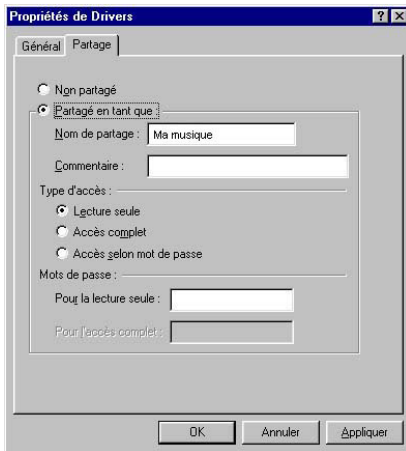 Propriétés de Drivers
Général Partage
Non partagé
Partagé en tant que :
Nom de partage : Ma musique
Commentaire :
Type d'accès :
Lecture seule
Accès complet
Accès selon mot de passe
Mots de passe :
Pour la lecture seule :
Pour l'accès complet :
OK Annuler Appliquer